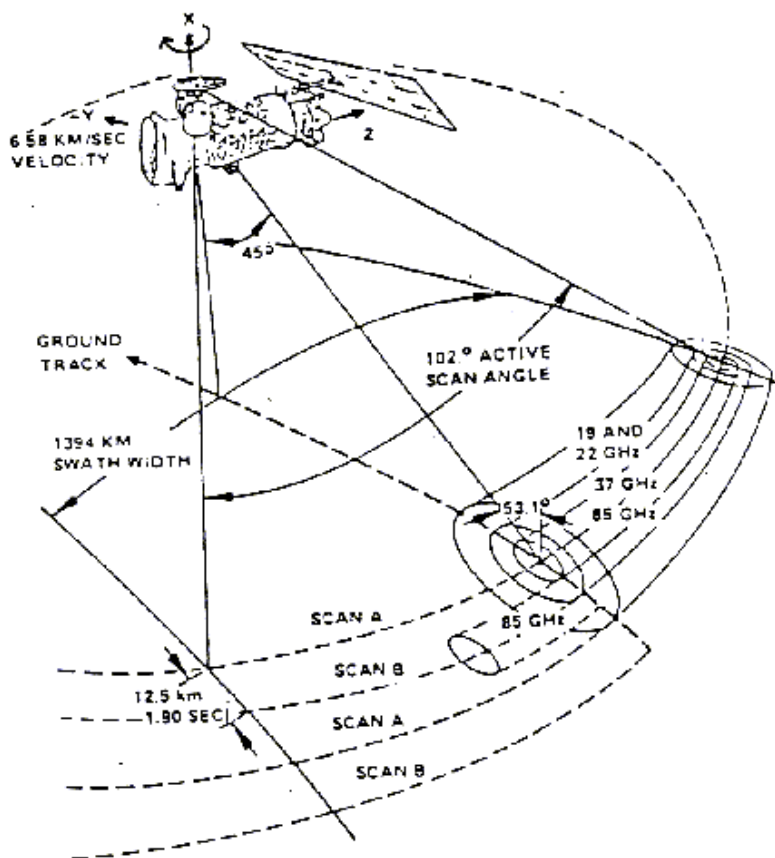 X
-Y
6.58 KM/SEC
VELOCITY
Z
45°
GROUND
TRACK
102.° ACTIVE
SCAN ANGLE
1394 KM
SWATH WIDTH
19 AND
22 GHz
37 GHz
85 GHz
53.1°
85 GHz
SCAN A
SCAN B
12.5 km
1.90 SEC
SCAN A
SCAN B